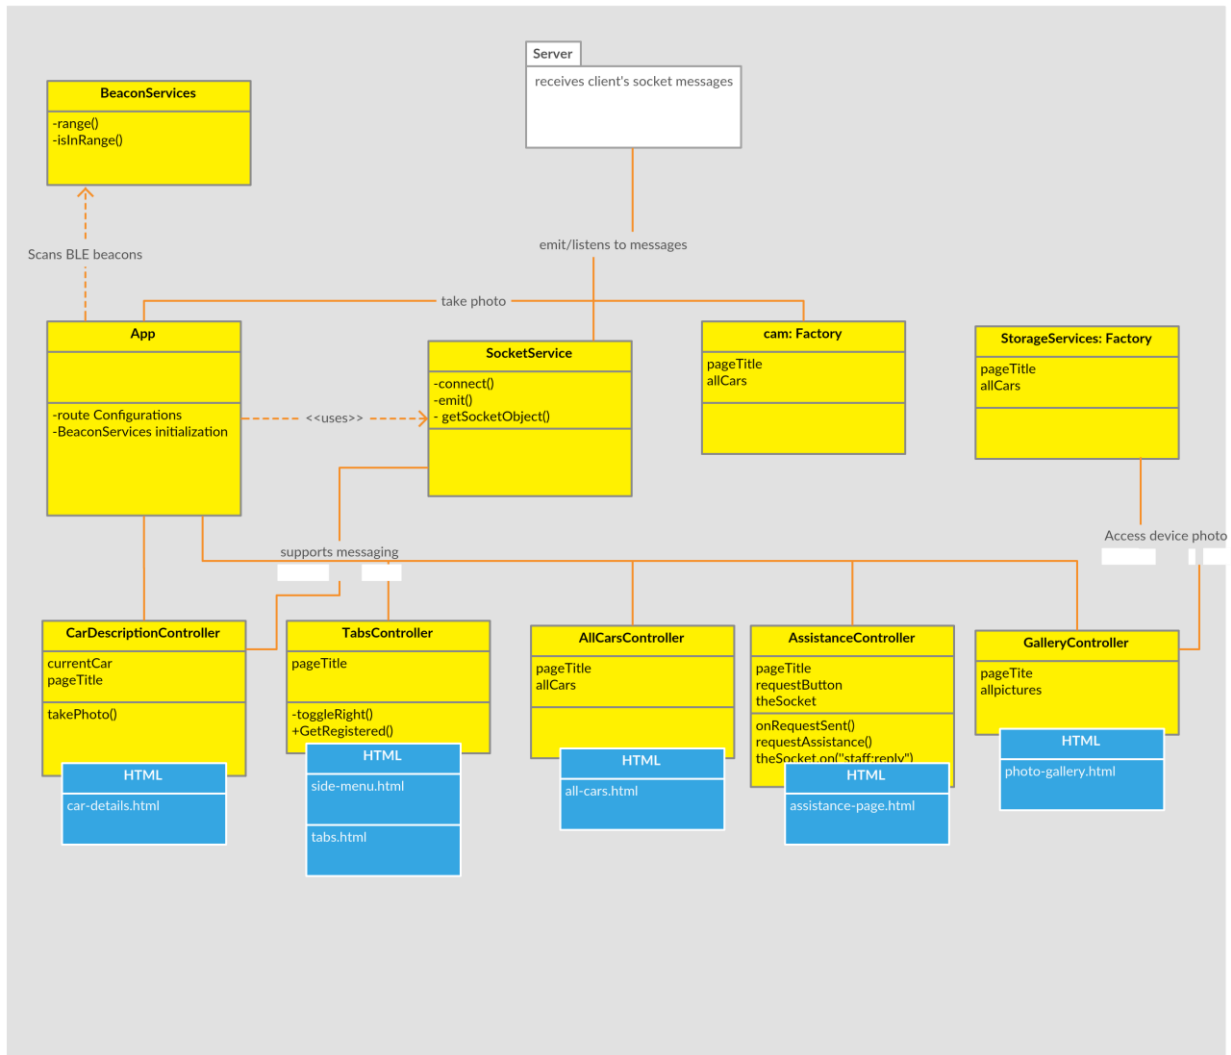 Server
receives client's socket messages
BeaconServices
-range()
-isInRange()
Scans BLE beacons
emit/listens to messages
take photo
App
-route Configurations
-BeaconServices initialization
<<uses>>
SocketService
-connect()
-emit()
- getSocketObject()
cam: Factory
pageTitle
allCars
StorageServices: Factory
pageTitle
allCars
supports messaging
Access device photo
CarDescriptionController
currentCar
pageTitle
takePhoto()
HTML
car-details.html
TabsController
pageTitle
-toggleRight()
+GetRegistered()
HTML
side-menu.html
tabs.html
AllCarsController
pageTitle
allCars
HTML
all-cars.html
AssistanceController
pageTitle
requestButton
theSocket
onRequestSent()
requestAssistance()
theSocket.on("staff:reply")
HTML
assistance-page.html
GalleryController
pageTite
allpictures
HTML
photo-gallery.html